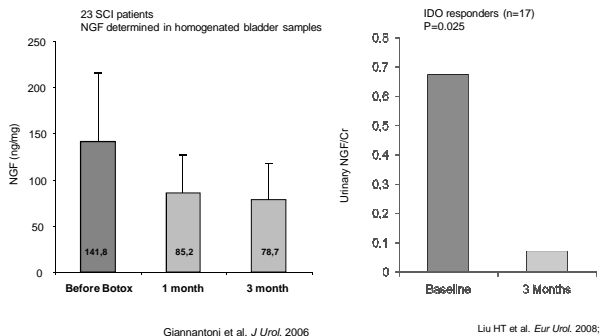 23 SCI patients
NGF determined in homogenated bladder samples
250
200
150
100
50
0
NGF (ng/mg)
141,8
85,2
78,7
Before Botox
1 month
3 month
Giannantoni et al. J Urol. 2006
IDO responders (n=17)
P=0.025
0.8
0.7
0.6
0.5
0.4
0.3
0.2
0.1
0
Urinary NGF/Cr
Baseline
3 Months
Liu HT et al. Eur Urol. 2008;